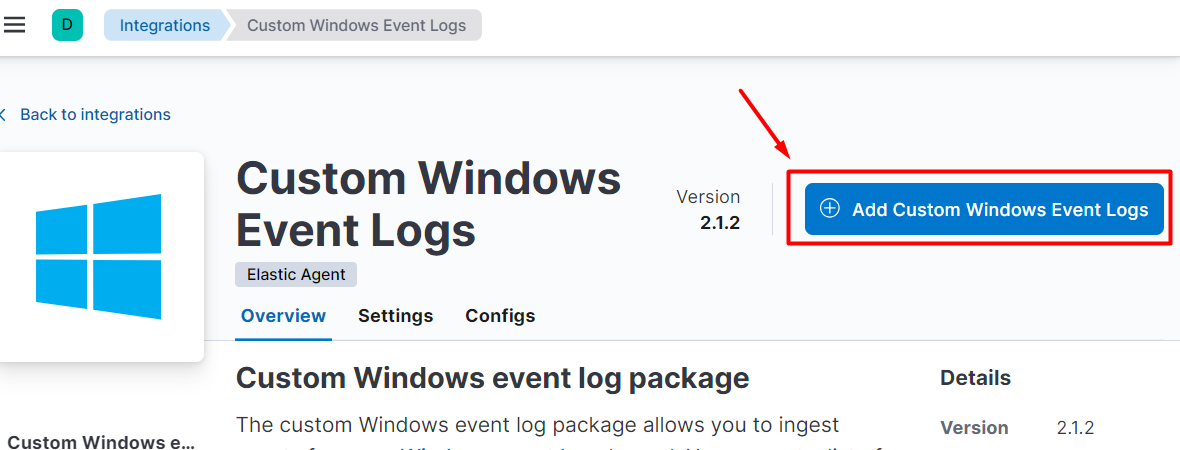 D
Integrations
Custom Windows Event Logs
Back to integrations
Custom Windows
Event Logs
Elastic Agent
Version
2.1.2
Add Custom Windows Event Logs
Overview
Settings
Configs
Custom Windows e...
Custom Windows event log package
The custom Windows event log package allows you to ingest
Details
Version
2.1.2